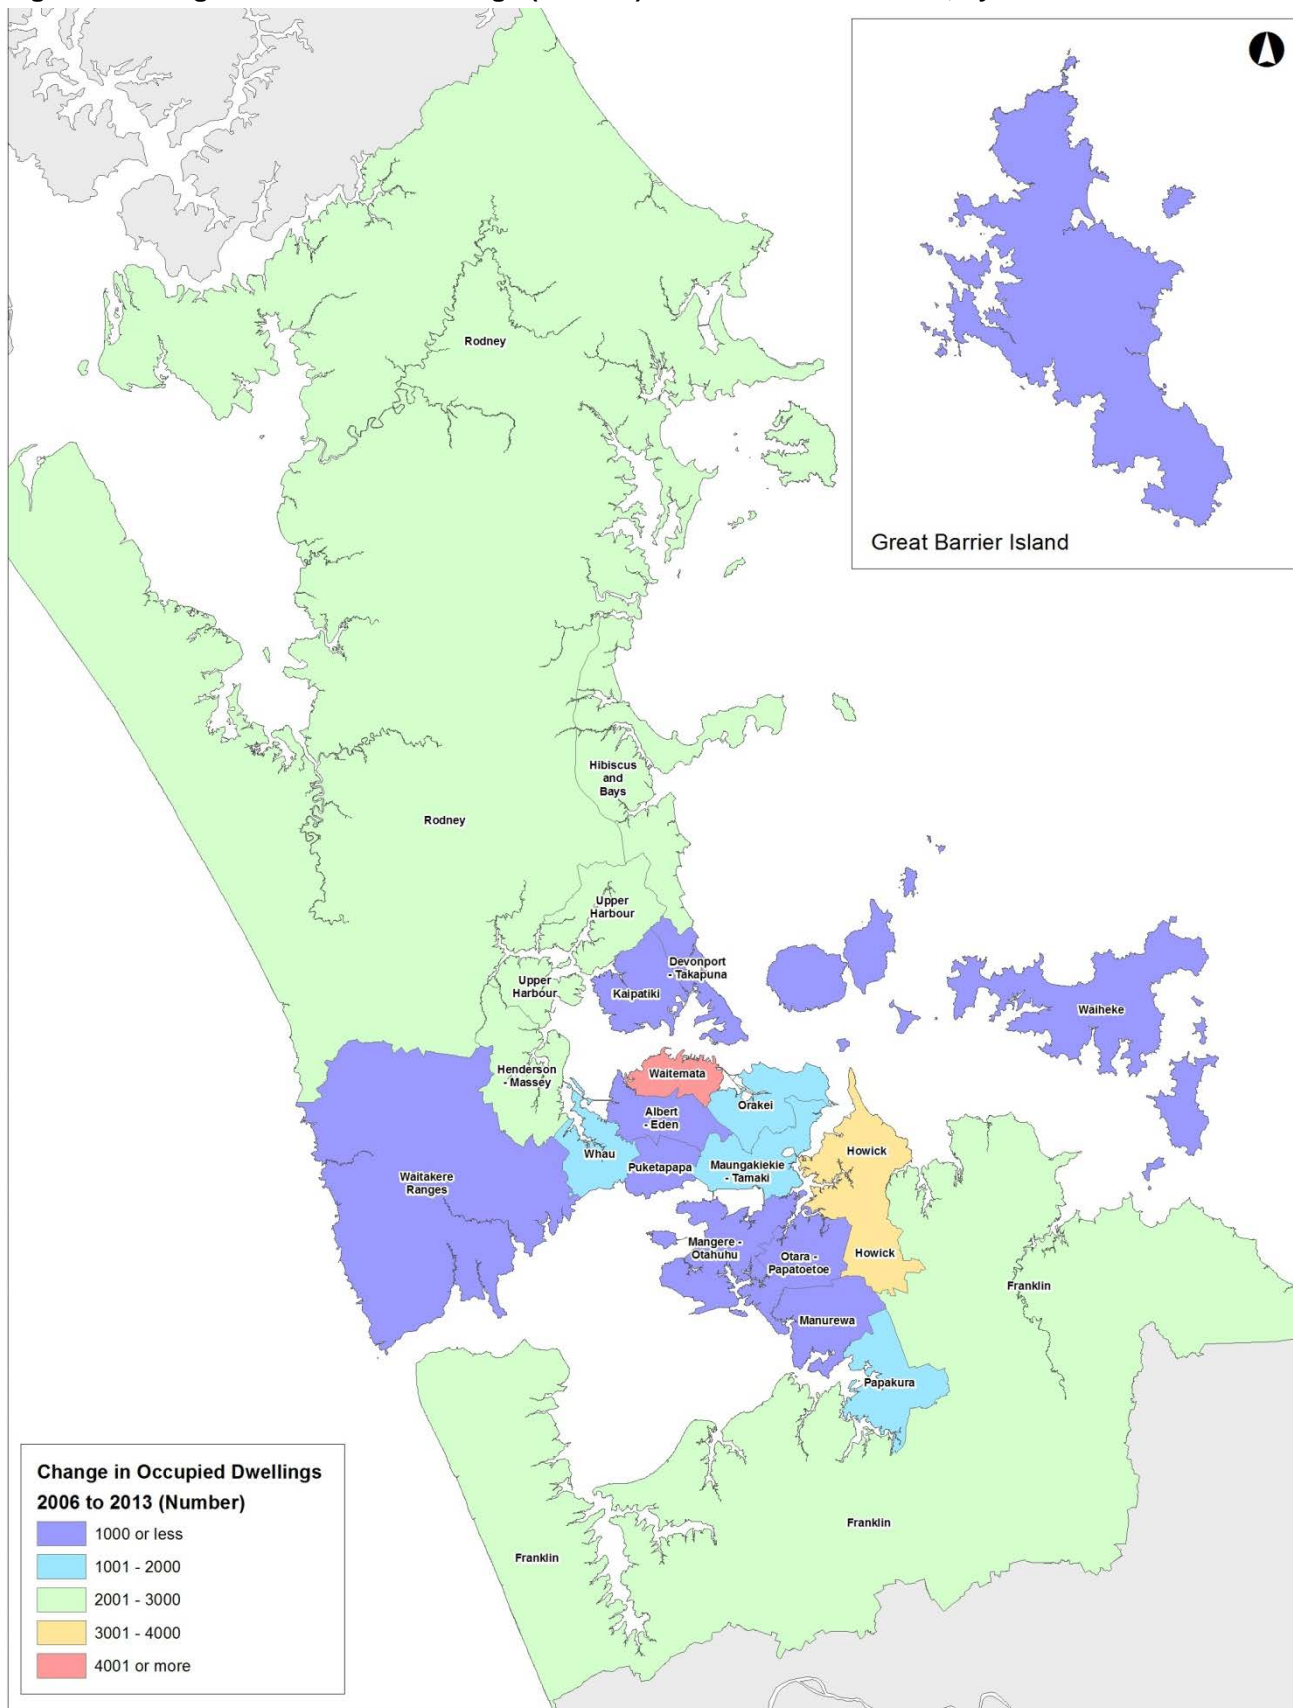 Great Barrier Island
Rodney
Hibiscus
and
Bays
Rodney
Upper
Harbour
Devonport
- Takapuna
Upper
Harbour
Kaipatiki
Waiheke
Henderson
- Massey
Waitemata
Orakei
Albert
- Eden
Howick
Whau
Puketapapa
Maungakiekie
- Tamaki
Waitakere
Ranges
Mangere -
Otahuhu
Otara -
Papatoetoe
Howick
Franklin
Manurewa
Papakura
Franklin
Franklin
Change in Occupied Dwellings
2006 to 2013 (Number)
1000 or less
1001 - 2000
2001 - 3000
3001 - 4000
4001 or more